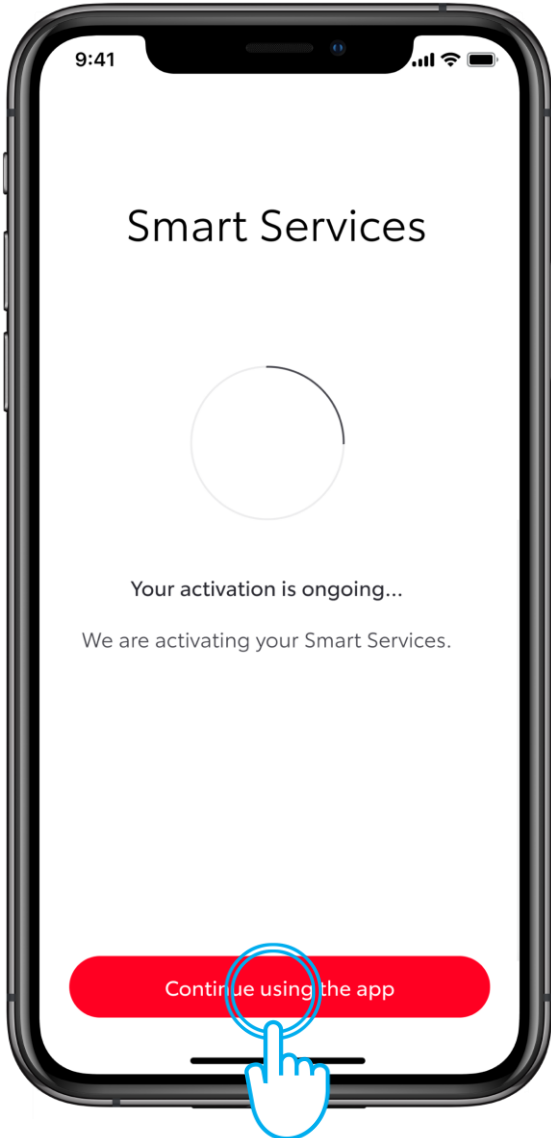 9:41
Smart Services
Your activation is ongoing...
We are activating your Smart Services.
Continue using the app